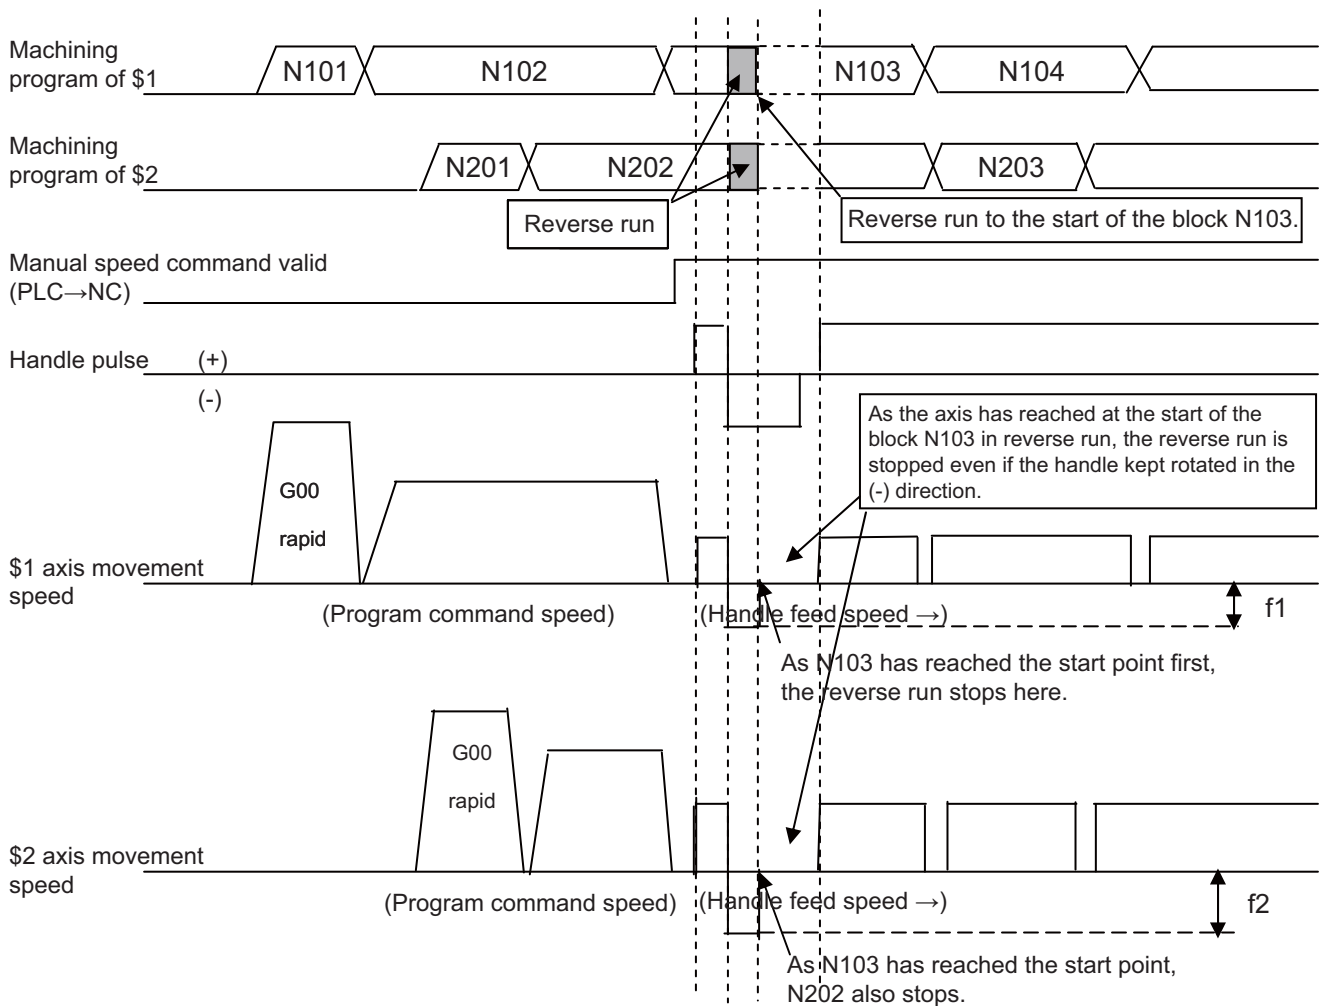 Machining
program of $1
N101
N102
N103
N104
Machining
program of $2
N201
N202
N203
Reverse run
Reverse run to the start of the block N103.
Manual speed command valid
(PLC→NC)
Handle pulse
(+)
(-)
As the axis has reached at the start of the
block N103 in reverse run, the reverse run is
stopped even if the handle kept rotated in the
(-) direction.
G00
rapid
$1 axis movement
speed
(Program command speed)
(Handle feed speed →)
f1
As N103 has reached the start point first,
the reverse run stops here.
G00
rapid
$2 axis movement
speed
(Program command speed)
(Handle feed speed →)
f2
As N103 has reached the start point,
N202 also stops.